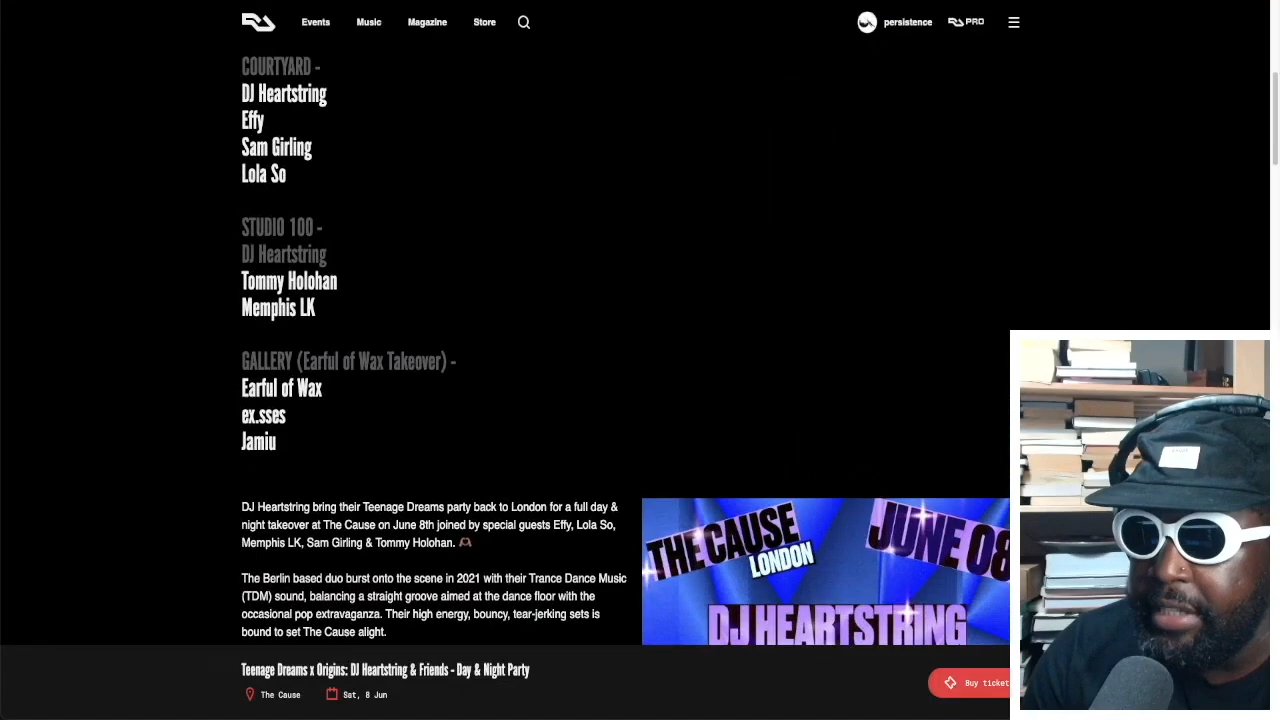 Events Music Magazine Store
persistence
PRO
COURTYARD -
DJ Heartstring
Effy
Sam Girling
Lola So
STUDIO 100 -
DJ Heartstring
Tommy Holohan
Memphis LK
GALLERY (Earful of Wax Takeover) -
Earful of Wax
ex.sses
Jamiu
DJ Heartstring bring their Teenage Dreams party back to London for a full day &
night takeover at The Cause on June 8th joined by special guests Effy, Lola So,
Memphis LK, Sam Girling & Tommy Holohan. 🫶🏽
The Berlin based duo burst onto the scene in 2021 with their Trance Dance Music
(TDM) sound, balancing a straight groove aimed at the dance floor with the
occasional pop extravaganza. Their high energy, bouncy, tear-jerking sets is
bound to set The Cause alight.
THE CAUSE
LONDON
JUNE 08
DJ HEARTSTRING
Teenage Dreams x Origins: DJ Heartstring & Friends - Day & Night Party
The Cause
Sat, 8 Jun
Buy ticket